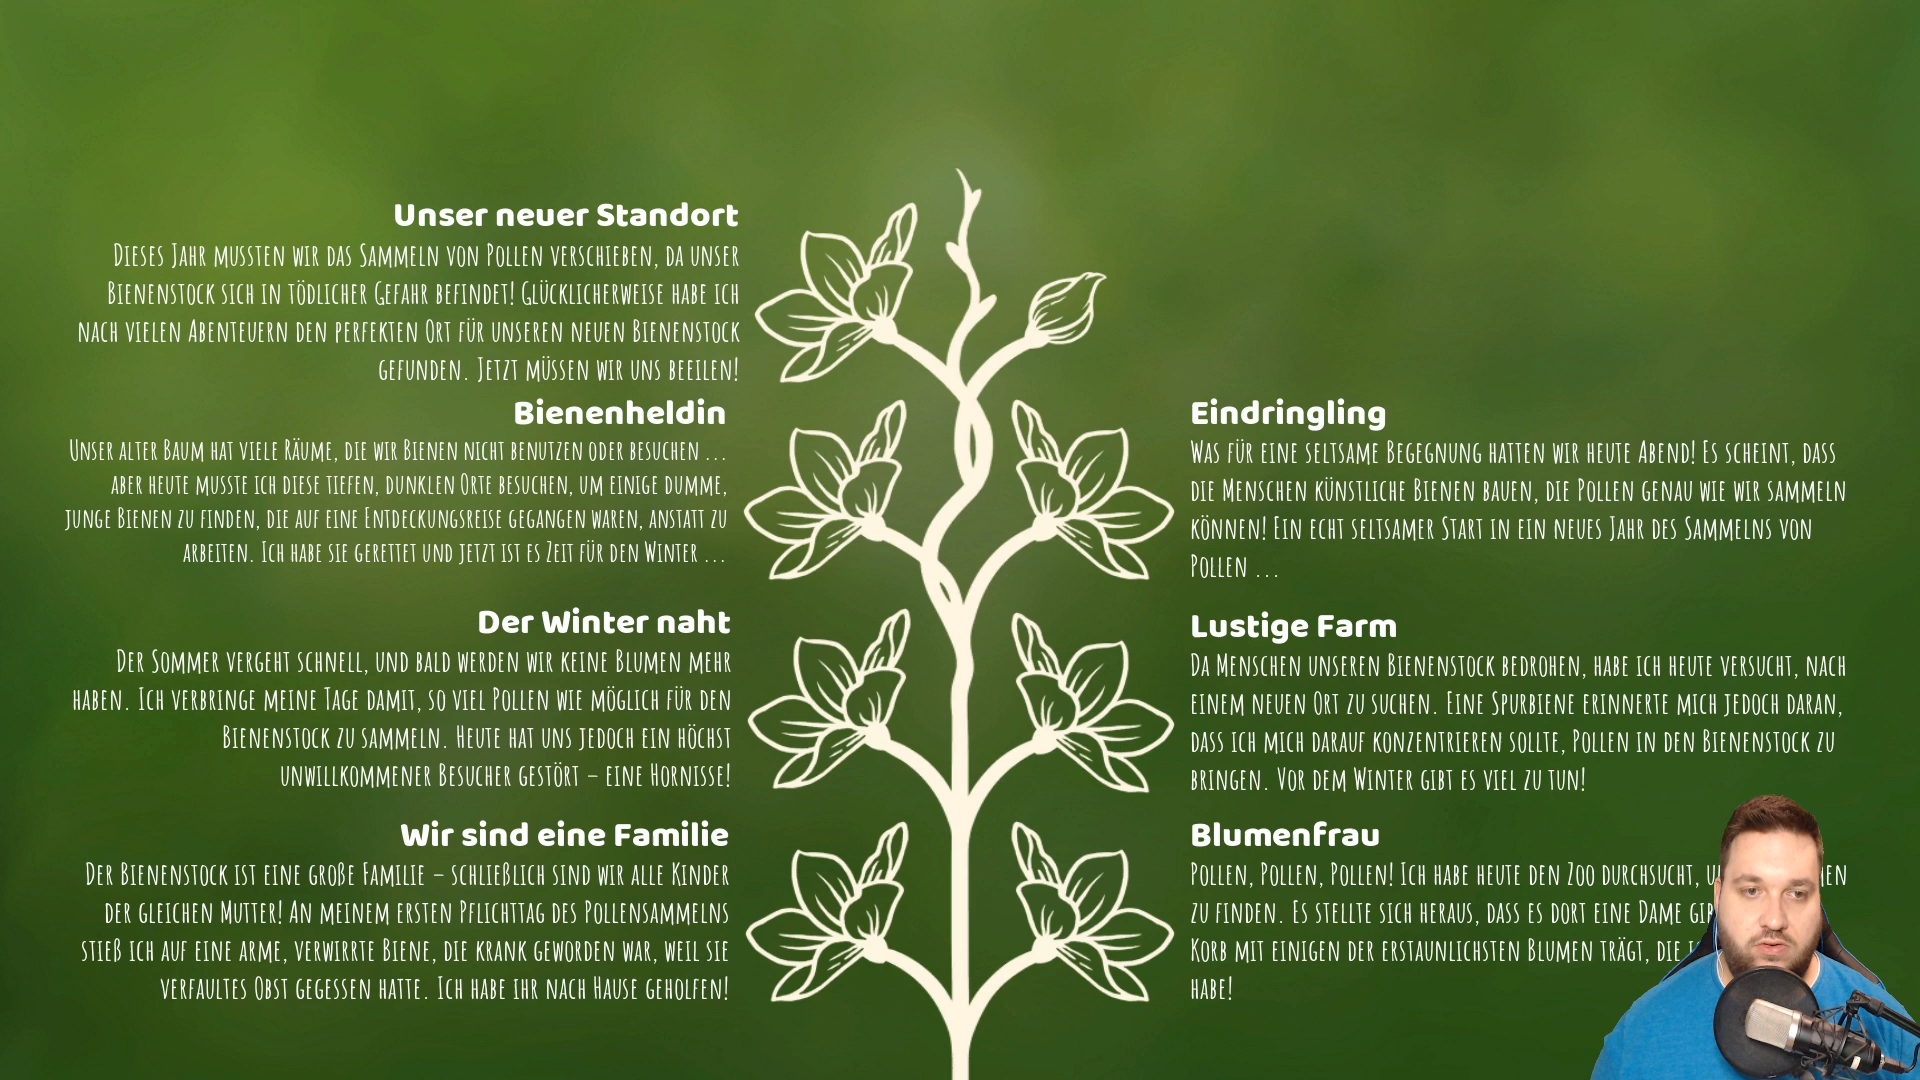 Unser neuer Standort
Dieses Jahr mussten wir das Sammeln von Pollen verschieben, da unser
Bienenstock sich in tödlicher Gefahr befindet! Glücklicherweise habe ich
nach vielen Abenteuern den perfekten Ort für unseren neuen Bienenstock
gefunden. Jetzt müssen wir uns beeilen!
Bienenheldin
Unser alter Baum hat viele Räume, die wir Bienen nicht benutzen oder besuchen ...
aber heute musste ich diese tiefen, dunklen Orte besuchen, um einige dumme,
junge Bienen zu finden, die auf eine Entdeckungsreise gegangen waren, anstatt zu
arbeiten. Ich habe sie gerettet und jetzt ist es Zeit für den Winter ...
Der Winter naht
Der Sommer vergeht schnell, und bald werden wir keine Blumen mehr
haben. Ich verbringe meine Tage damit, so viel Pollen wie möglich für den
Bienenstock zu sammeln. Heute hat uns jedoch ein höchst
unwillkommener Besucher gestört – eine Hornisse!
Wir sind eine Familie
Der Bienenstock ist eine große Familie – schließlich sind wir alle Kinder
der gleichen Mutter! An meinem ersten Pflichttag des Pollensammelns
stieß ich auf eine arme, verwirrte Biene, die krank geworden war, weil sie
verfaultes Obst gegessen hatte. Ich habe ihr nach Hause geholfen!
Eindringling
Was für eine seltsame Begegnung hatten wir heute Abend! Es scheint, dass
die Menschen künstliche Bienen bauen, die Pollen genau wie wir sammeln
können! Ein echt seltsamer Start in ein neues Jahr des Sammelns von
Pollen ...
Lustige Farm
Da Menschen unseren Bienenstock bedrohen, habe ich heute versucht, nach
einem neuen Ort zu suchen. Eine Spurbiene erinnerte mich jedoch daran,
dass ich mich darauf konzentrieren sollte, Pollen in den Bienenstock zu
bringen. Vor dem Winter gibt es viel zu tun!
Blumenfrau
Pollen, Pollen, Pollen! Ich habe heute den Zoo durchsucht,
zu finden. Es stellte sich heraus, dass es dort eine Dame
Korb mit einigen der erstaunlichsten Blumen trägt, die
habe!